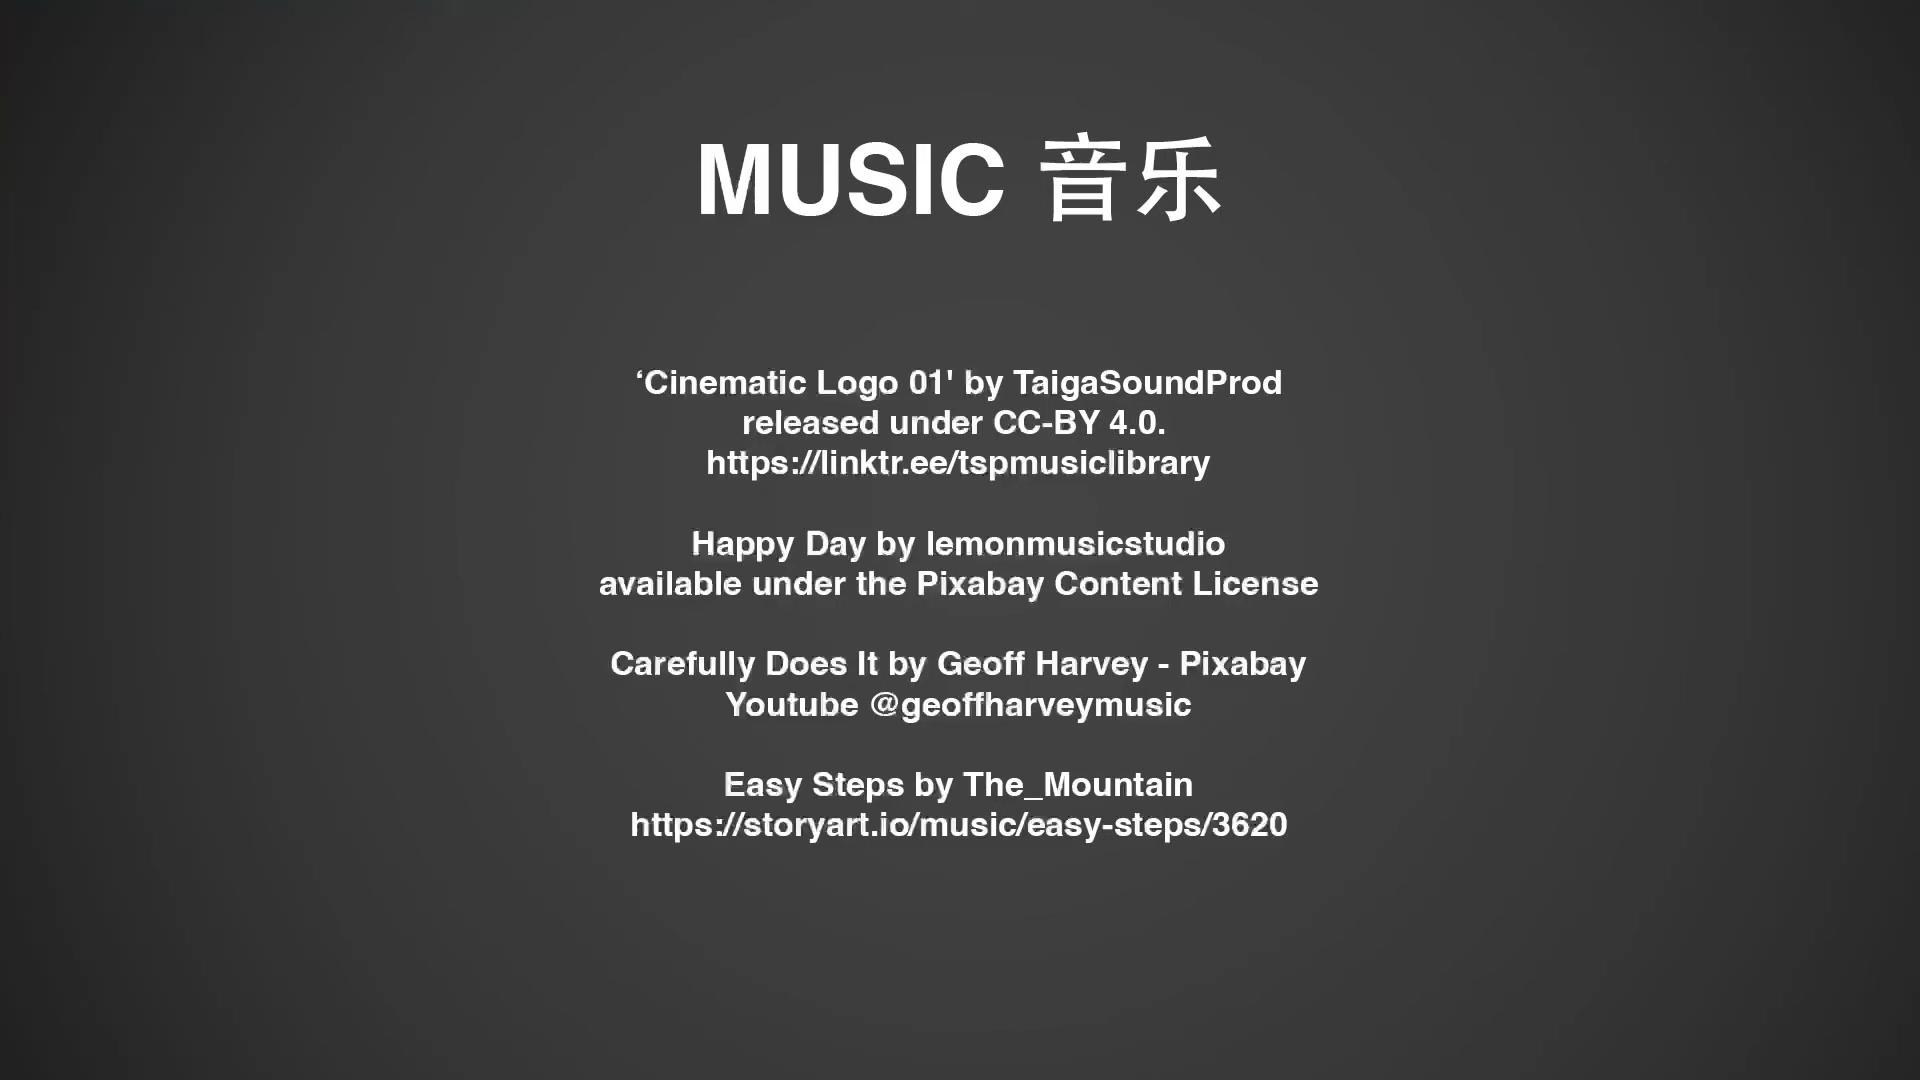 MUSIC 音乐
‘Cinematic Logo 01' by TaigaSoundProd
released under CC-BY 4.0.
https://linktr.ee/tspmusiclibrary
Happy Day by lemonmusicstudio
available under the Pixabay Content License
Carefully Does It by Geoff Harvey - Pixabay
Youtube @geoffharveymusic
Easy Steps by The_Mountain
https://storyart.io/music/easy-steps/3620